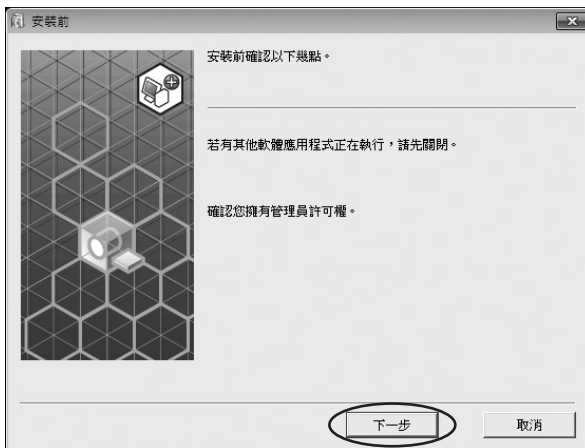 安裝前
安裝前確認以下幾點。
若有其他軟體應用程式正在執行，請先關閉。
確認您擁有管理員許可權。
下一步
取消